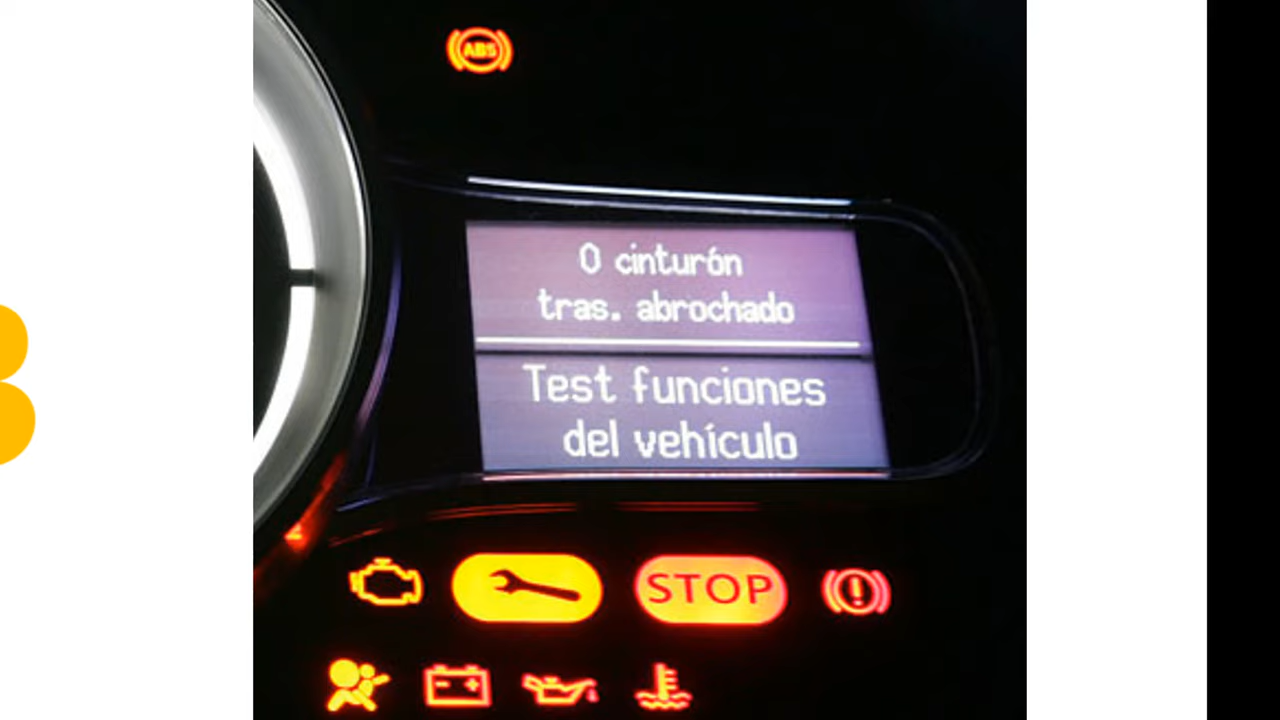 ABS
0 cinturón
tras. abrochado
Test funciones
del vehículo
STOP